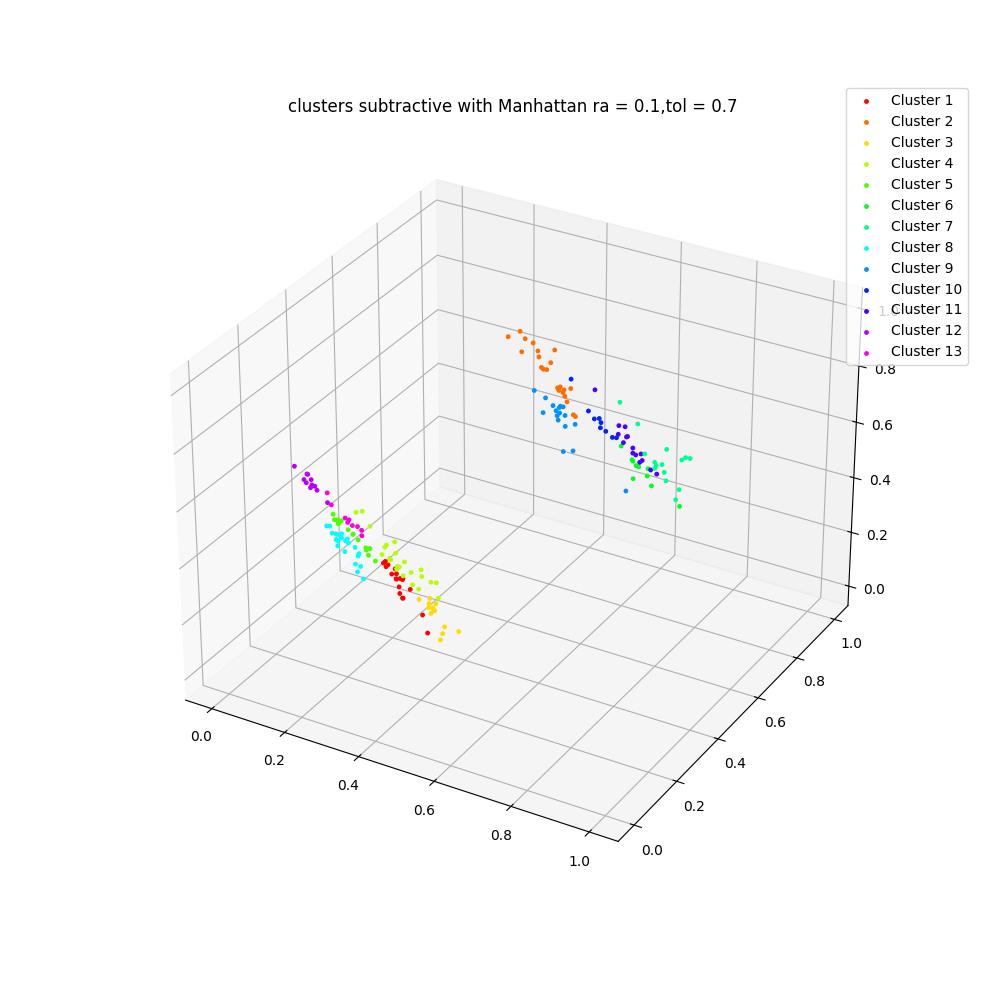 clusters subtractive with Manhattan ra = 0.1,tol = 0.7
Cluster 1
Cluster 2
Cluster 3
Cluster 4
Cluster 5
Cluster 6
Cluster 7
Cluster 8
Cluster 9
Cluster 10
Cluster 11
Cluster 12
Cluster 13
1.0
0.8
0.6
0.4
0.2
0.0
0.0
0.2
0.4
0.6
0.8
1.0
0.0
0.2
0.4
0.6
0.8
1.0